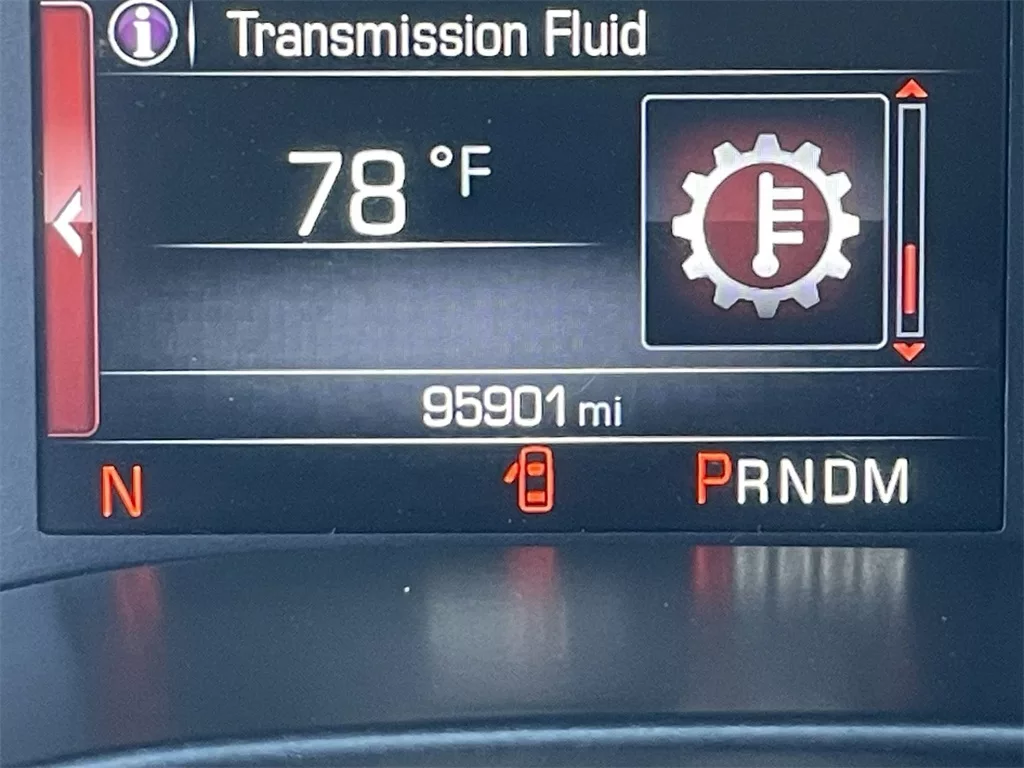 i Transmission Fluid
78 °F
95901 mi
N PRNDM